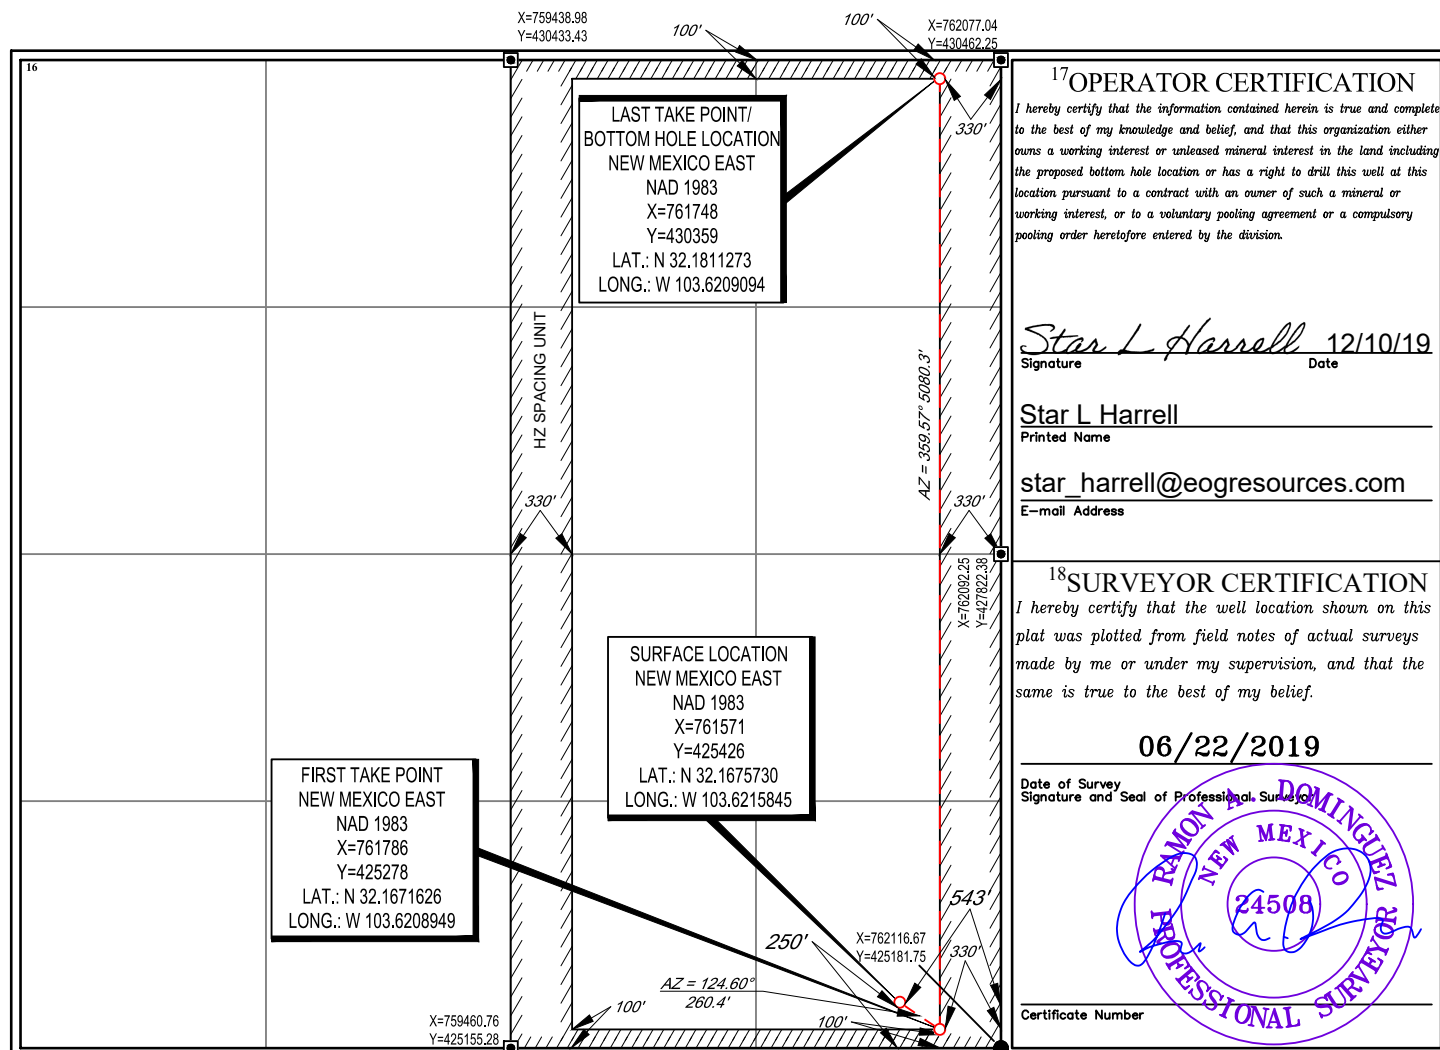 X=759438.98
Y=430433.43
100'
100'
X=762077.04
Y=430462.25
16
LAST TAKE POINT/
BOTTOM HOLE LOCATION
NEW MEXICO EAST
NAD 1983
X=761748
Y=430359
LAT.: N 32.1811273
LONG.: W 103.6209094
330'
HZ SPACING UNIT
AZ = 359.57° 5080.3'
330'
330'
X=762092.25
Y=427822.38
SURFACE LOCATION
NEW MEXICO EAST
NAD 1983
X=761571
Y=425426
LAT.: N 32.1675730
LONG.: W 103.6215845
FIRST TAKE POINT
NEW MEXICO EAST
NAD 1983
X=761786
Y=425278
LAT.: N 32.1671626
LONG.: W 103.6208949
543'
250'
X=762116.67
Y=425181.75
330'
AZ = 124.60°
260.4'
100'
100'
X=759460.76
Y=425155.28
17OPERATOR CERTIFICATION
I hereby certify that the information contained herein is true and complete
to the best of my knowledge and belief, and that this organization either
owns a working interest or unleased mineral interest in the land including
the proposed bottom hole location or has a right to drill this well at this
location pursuant to a contract with an owner of such a mineral or
working interest, or to a voluntary pooling agreement or a compulsory
pooling order heretofore entered by the division.
Star L Harrell 12/10/19
Signature Date
Star L Harrell
Printed Name
star_harrell@eogresources.com
E-mail Address
18SURVEYOR CERTIFICATION
I hereby certify that the well location shown on this
plat was plotted from field notes of actual surveys
made by me or under my supervision, and that the
same is true to the best of my belief.
06/22/2019
Date of Survey
Signature and Seal of Professional Surveyor
RAMON A. DOMINGUEZ
NEW MEXICO
24508
PROFESSIONAL SURVEYOR
Certificate Number